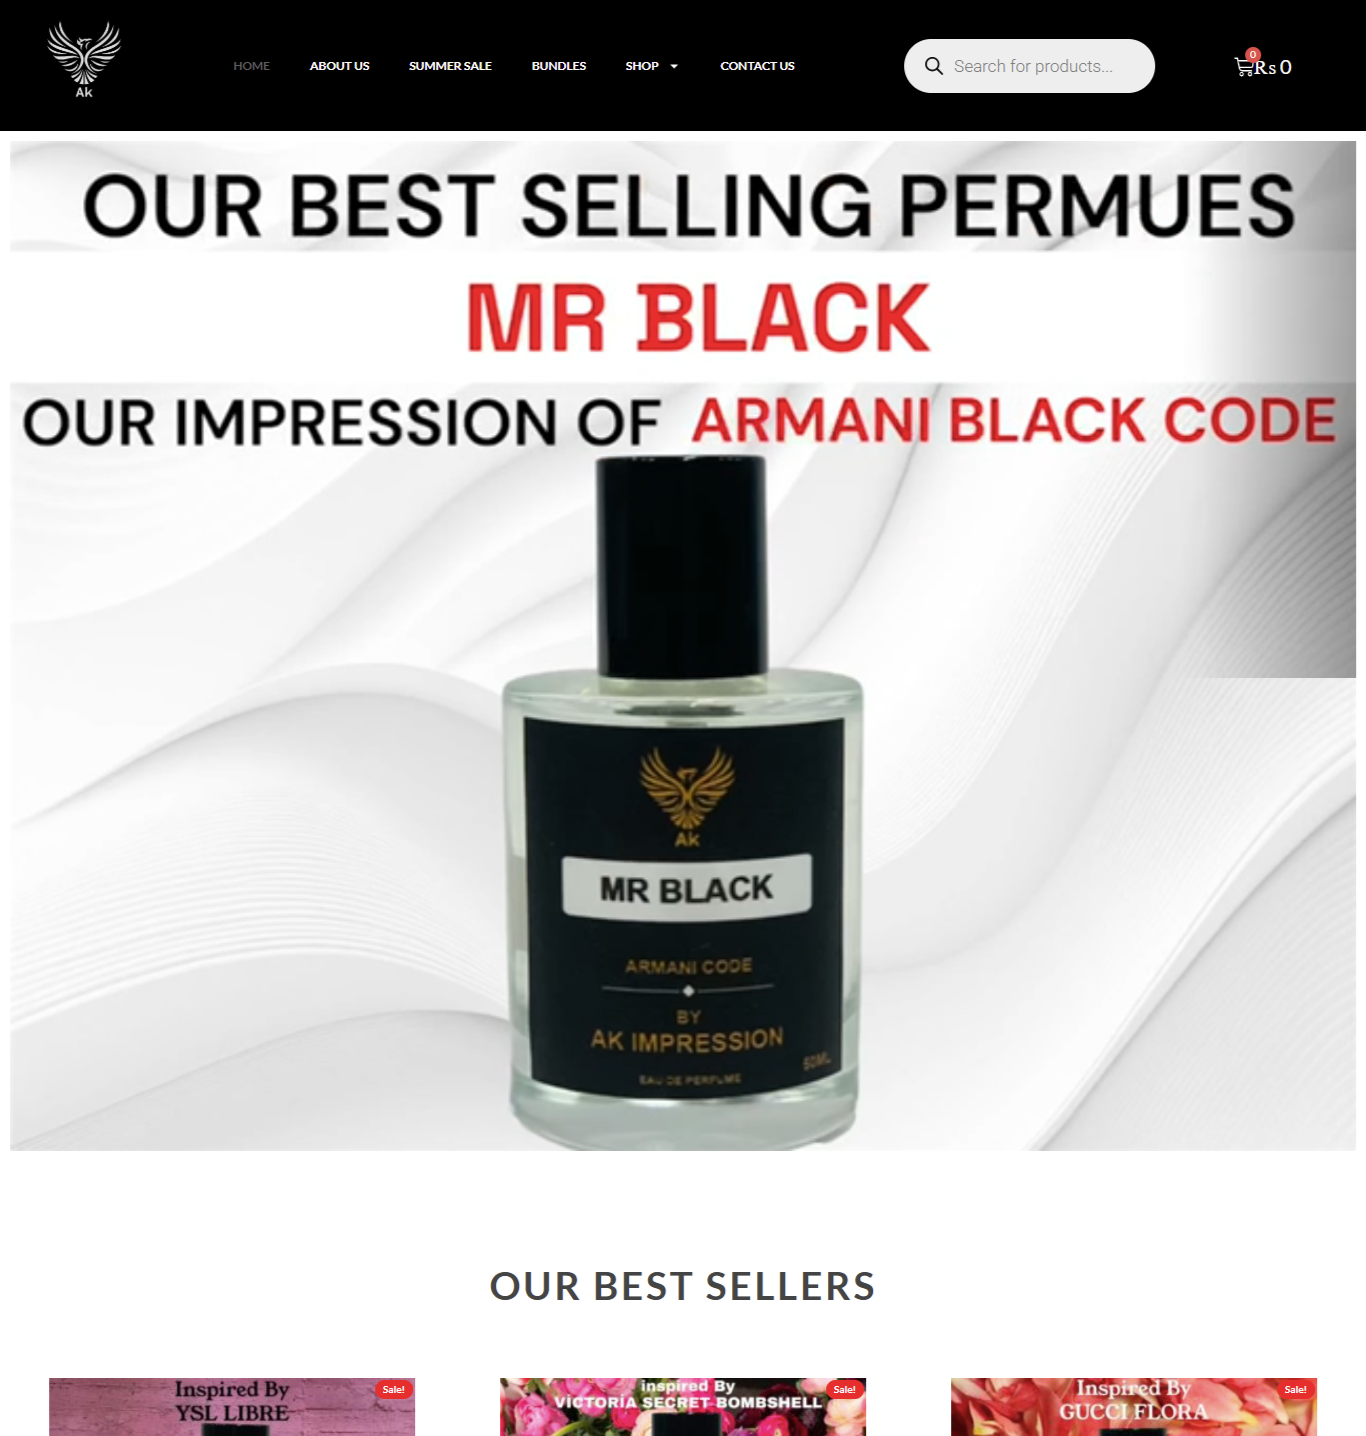 Ak
HOME ABOUT US SUMMER SALE BUNDLES SHOP CONTACT US
Search for products...
0
₨ 0
OUR BEST SELLING PERMUES
MR BLACK
OUR IMPRESSION OF ARMANI BLACK CODE
Ak
MR BLACK
ARMANI CODE
BY
AK IMPRESSION
50ML
EAU DE PERFUME
OUR BEST SELLERS
Inspired By
YSL LIBRE
Sale!
inspired By
VİCTORİA SECRET BOMBSHELL
Sale!
Inspired By
GUCCI FLORA
Sale!